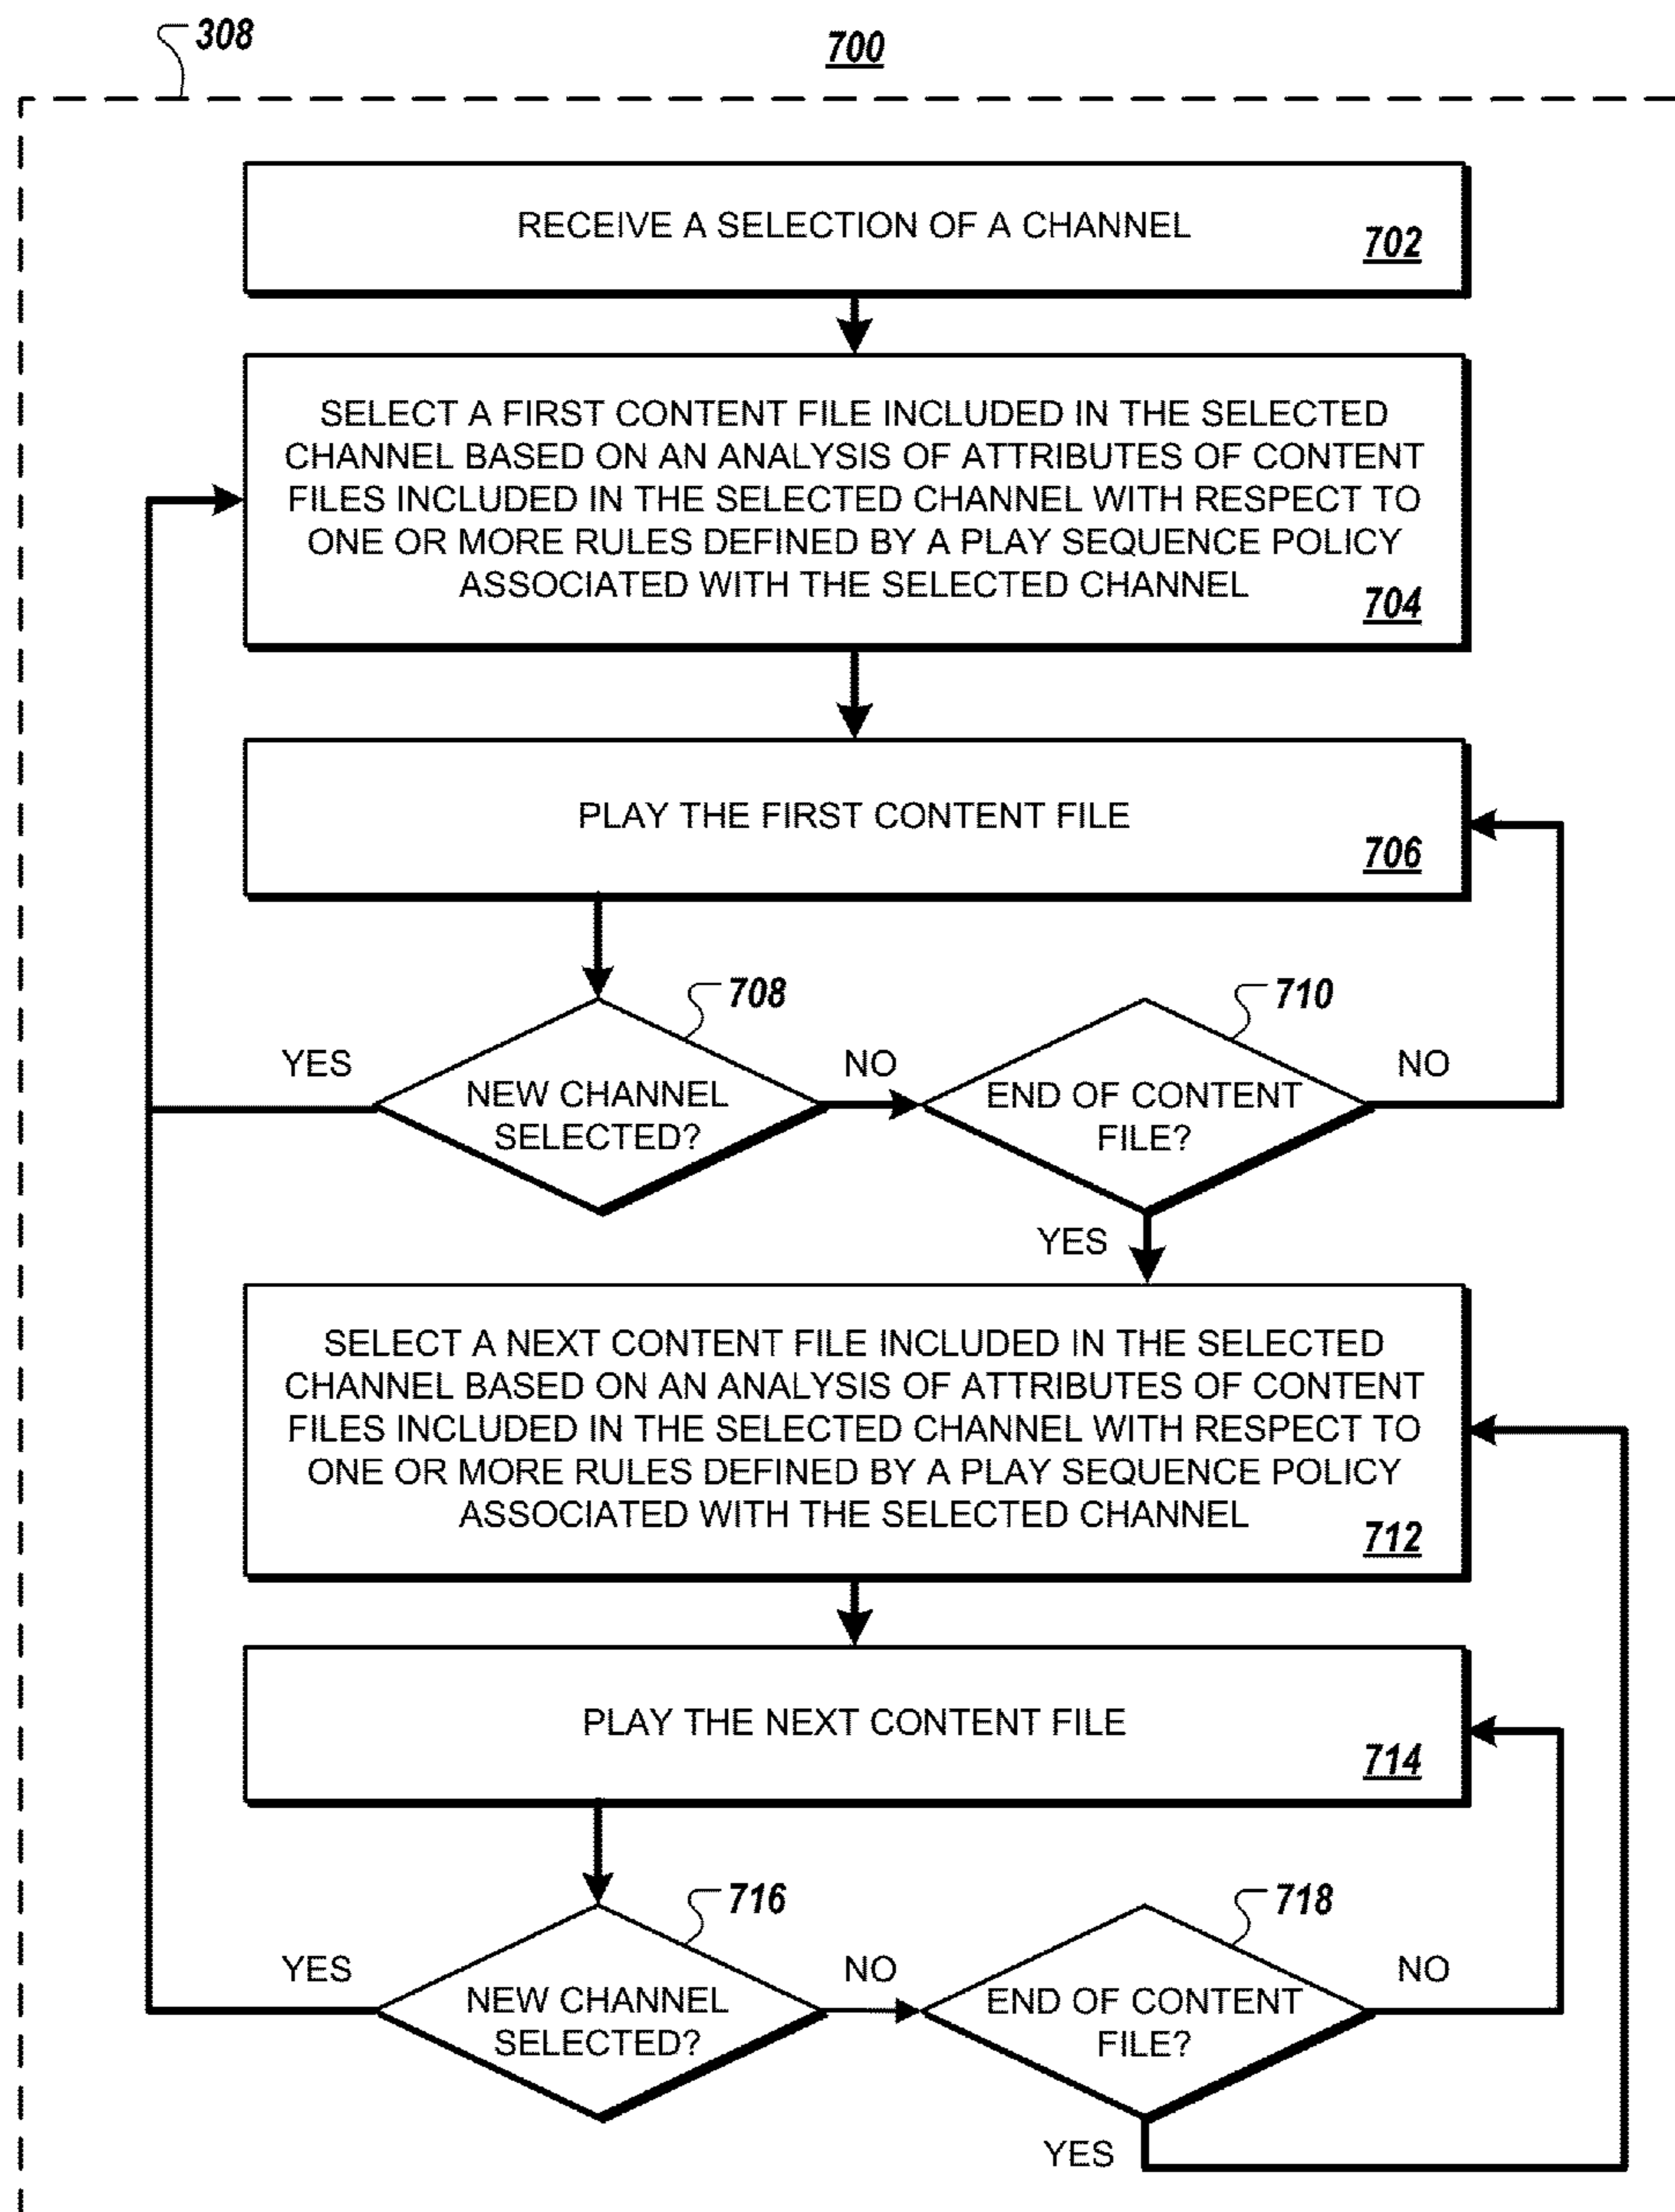 308
700
RECEIVE A SELECTION OF A CHANNEL
702
SELECT A FIRST CONTENT FILE INCLUDED IN THE SELECTED
CHANNEL BASED ON AN ANALYSIS OF ATTRIBUTES OF CONTENT
FILES INCLUDED IN THE SELECTED CHANNEL WITH RESPECT TO
ONE OR MORE RULES DEFINED BY A PLAY SEQUENCE POLICY
ASSOCIATED WITH THE SELECTED CHANNEL
704
PLAY THE FIRST CONTENT FILE
706
708
710
YES
NEW CHANNEL
SELECTED?
NO
END OF CONTENT
FILE?
NO
YES
SELECT A NEXT CONTENT FILE INCLUDED IN THE SELECTED
CHANNEL BASED ON AN ANALYSIS OF ATTRIBUTES OF CONTENT
FILES INCLUDED IN THE SELECTED CHANNEL WITH RESPECT TO
ONE OR MORE RULES DEFINED BY A PLAY SEQUENCE POLICY
ASSOCIATED WITH THE SELECTED CHANNEL
712
PLAY THE NEXT CONTENT FILE
714
716
718
YES
NEW CHANNEL
SELECTED?
NO
END OF CONTENT
FILE?
NO
YES